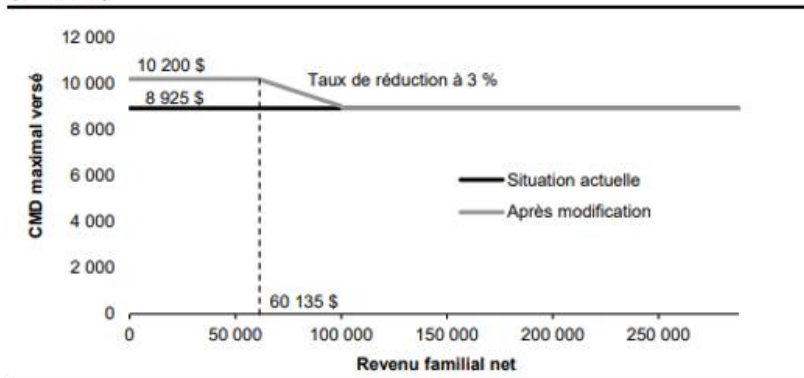 12 000
10 000
8 000
6 000
4 000
2 000
0
CMD maximal versé
10 200 $
8 925 $
Taux de réduction à 3 %
Situation actuelle
Après modification
60 135 $
0
50 000
100 000
150 000
200 000
250 000
Revenu familial net